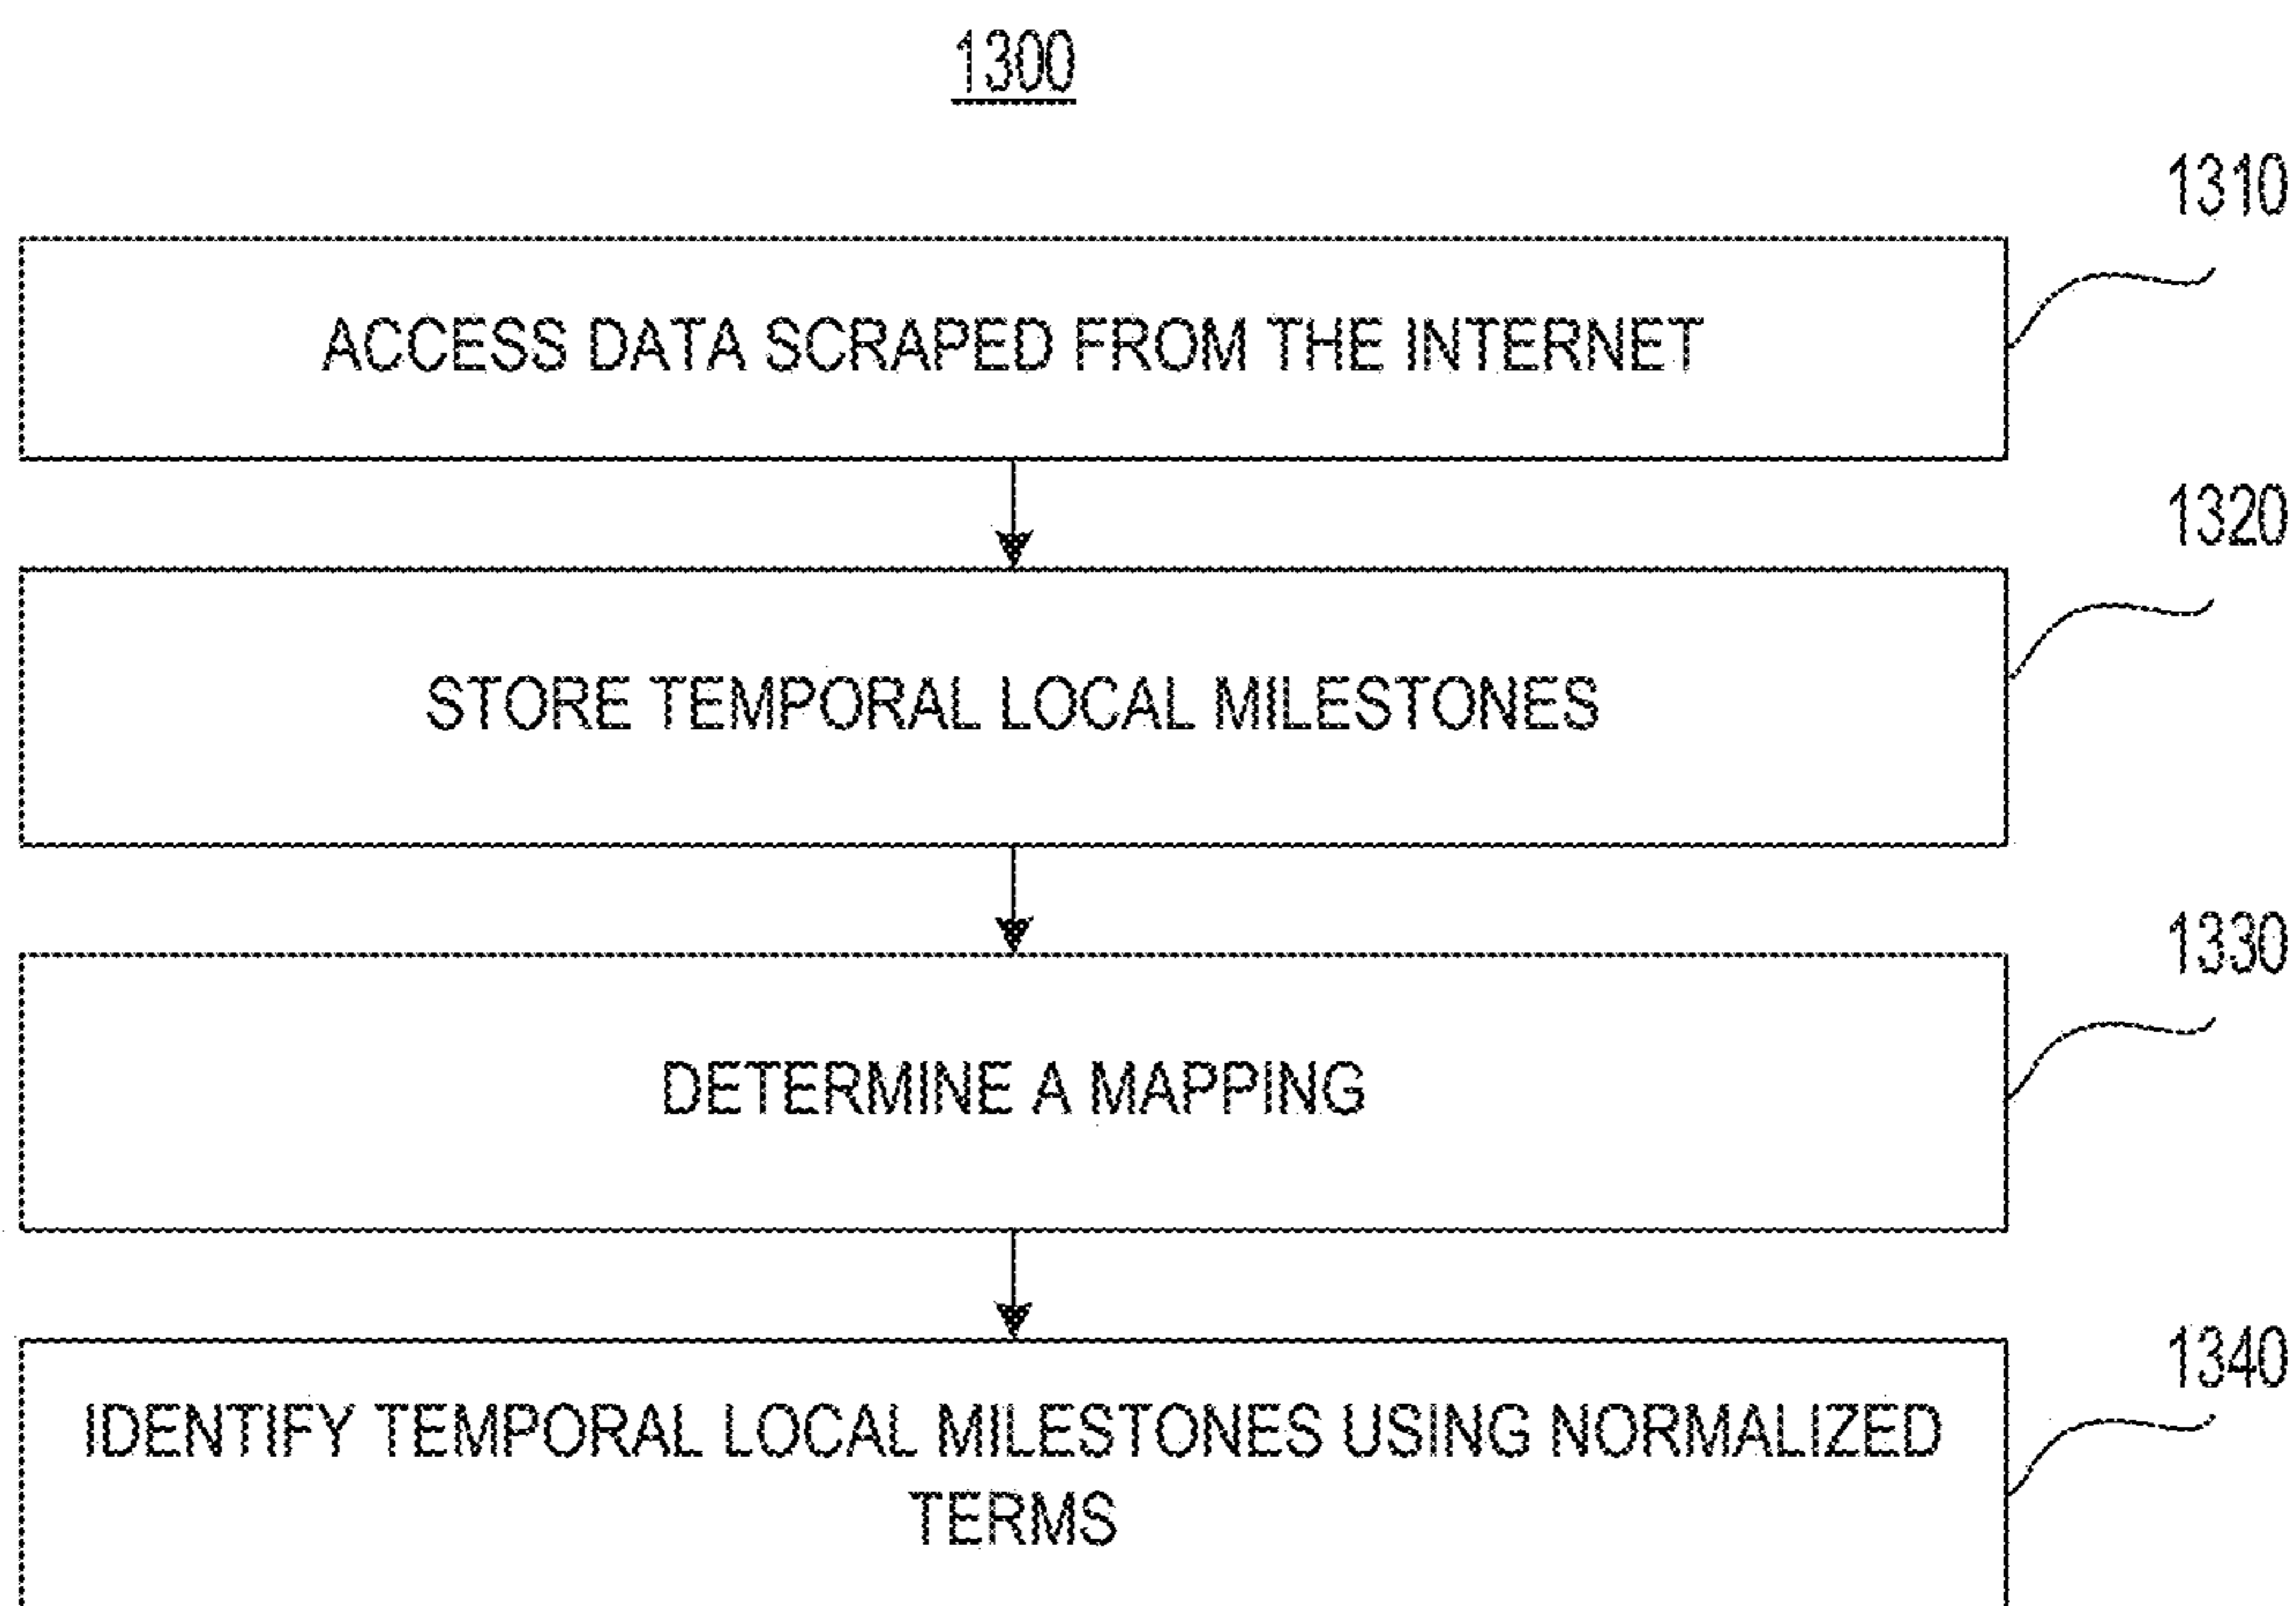 1300
1310
ACCESS DATA SCRAPED FROM THE INTERNET
1320
STORE TEMPORAL LOCAL MILESTONES
1330
DETERMINE A MAPPING
1340
IDENTIFY TEMPORAL LOCAL MILESTONES USING NORMALIZED
TERMS